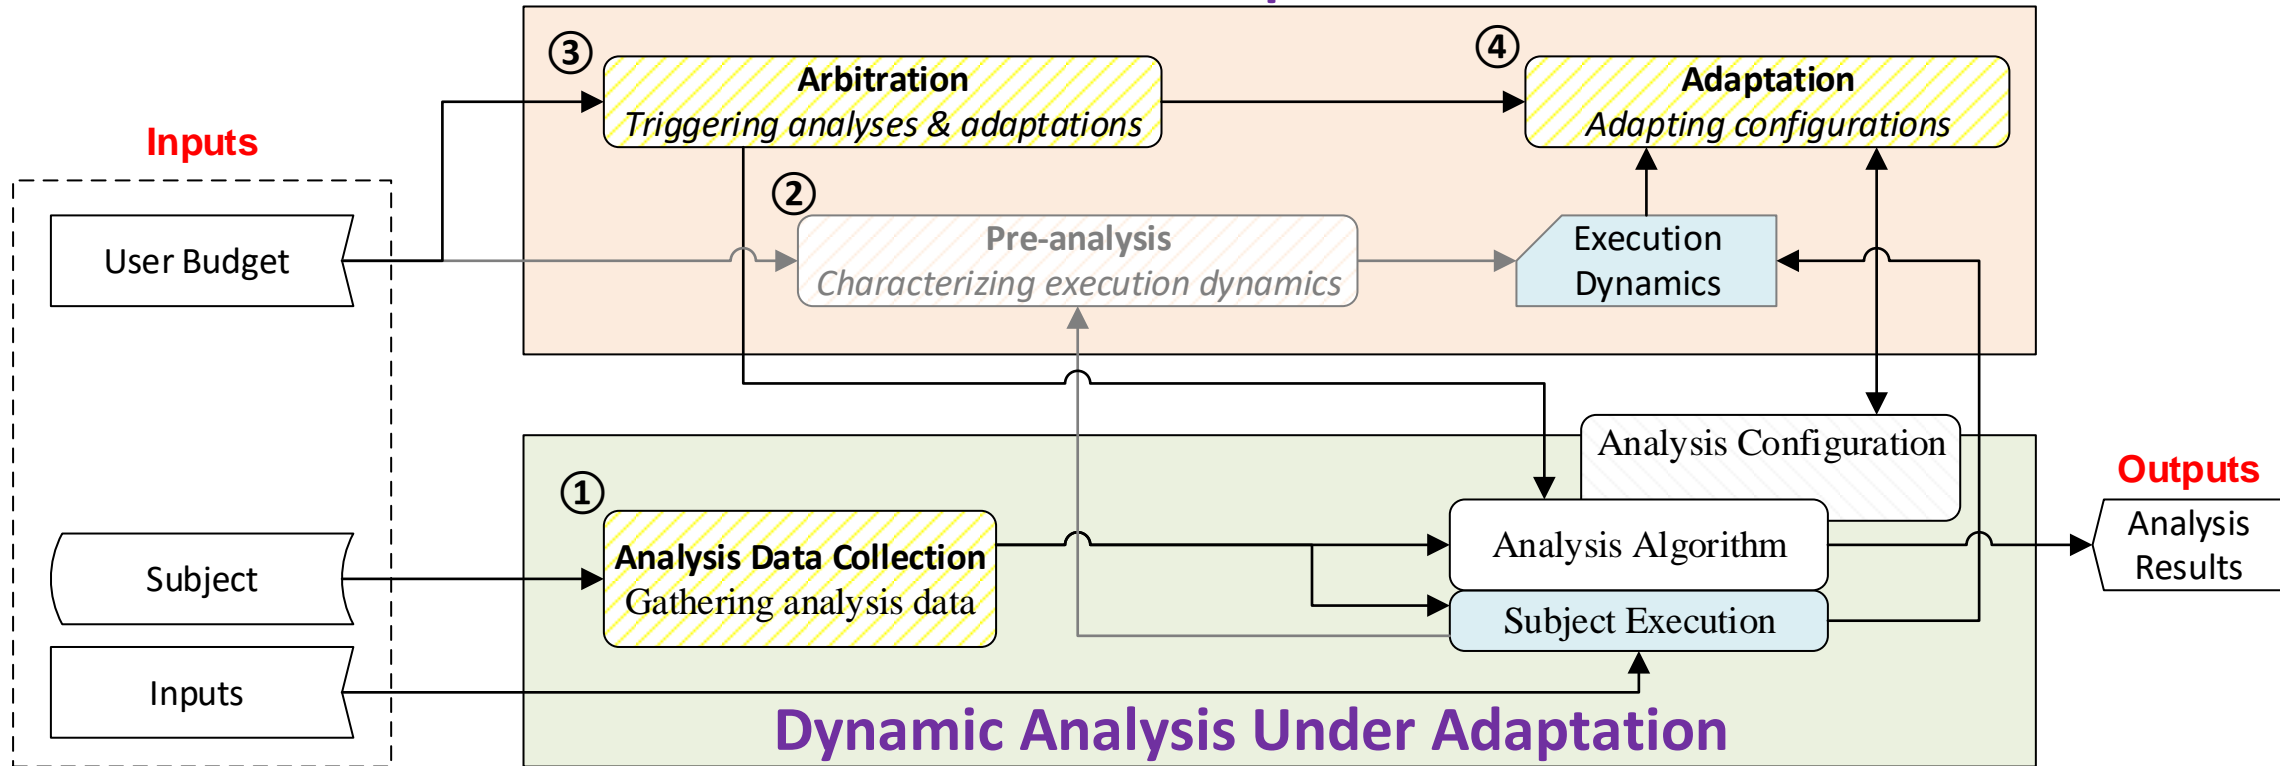 ③
Arbitration
Triggering analyses & adaptations
④
Adaptation
Adapting configurations
Inputs
User Budget
②
Pre-analysis
Characterizing execution dynamics
Execution
Dynamics
Analysis Configuration
①
Analysis Data Collection
Gathering analysis data
Analysis Algorithm
Subject Execution
Outputs
Analysis
Results
Subject
Inputs
Dynamic Analysis Under Adaptation